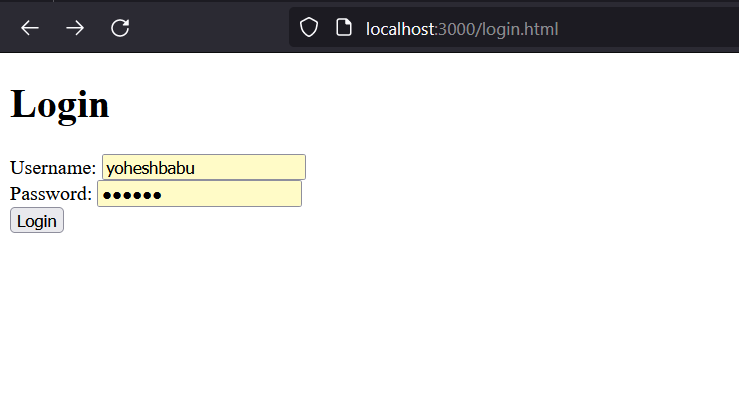 localhost:3000/login.html
Login
Username: yoheshbabu
Password: ●●●●●●
Login